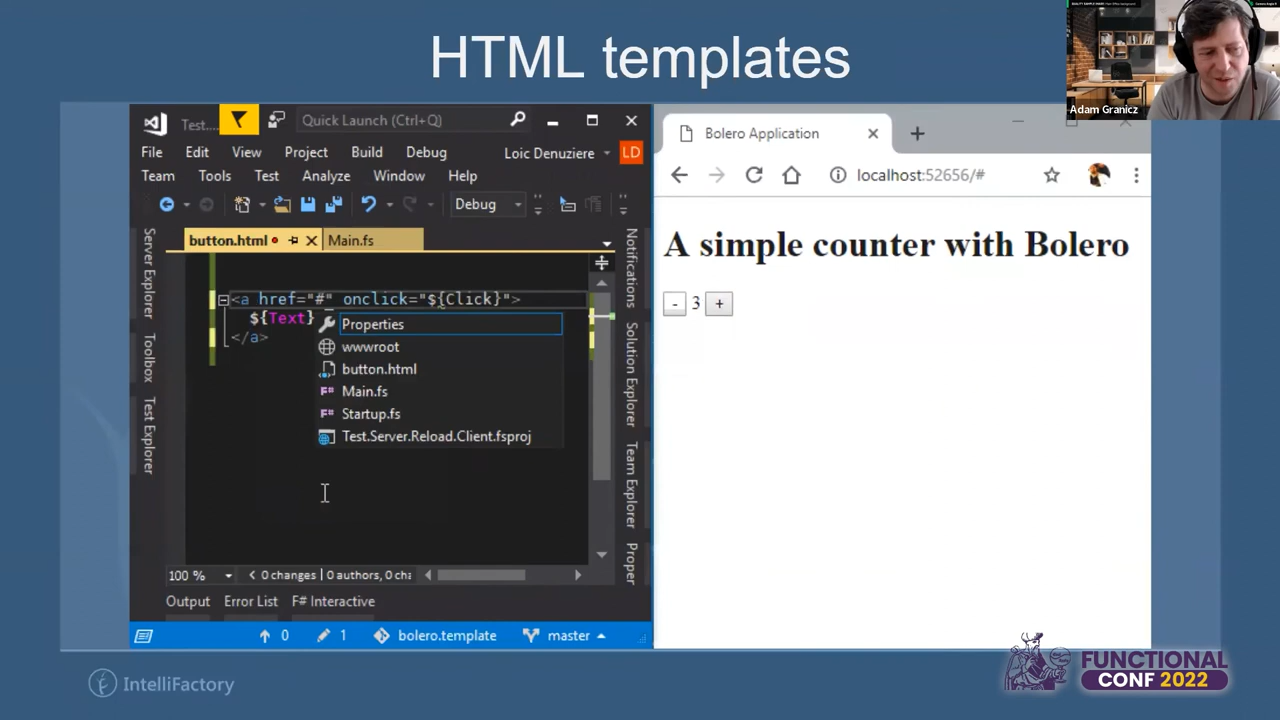 HTML templates
Adam Granicz
Test....
Quick Launch (Ctrl+Q)
File Edit View Project Build Debug
Loic Denuziere LD
Team Tools Test Analyze Window Help
Debug
button.html Main.fs
Server Explorer
Toolbox
Test Explorer
<a href="#" onclick="${Click}">
${Text}
</a>
Properties
wwwroot
button.html
Main.fs
Startup.fs
Test.Server.Reload.Client.fsproj
Notifications
Solution Explorer
Team Explorer
Proper
100 % 0 changes | 0 authors, 0 cha
Output Error List F# Interactive
0 1 bolero.template master
Bolero Application
localhost:52656/#
A simple counter with Bolero
- 3 +
IntelliFactory
FUNCTIONAL
CONF 2022